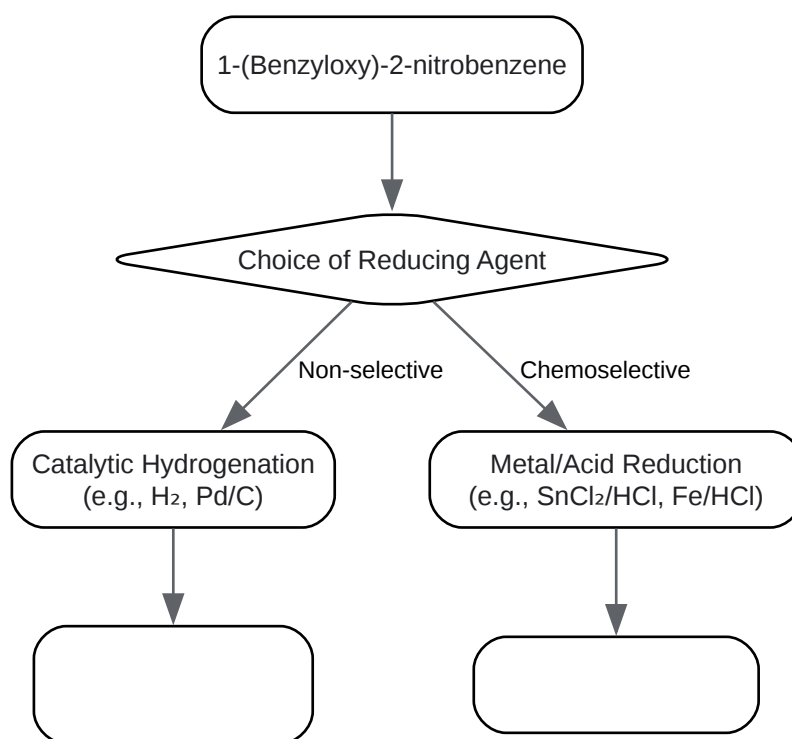 1-(Benzyloxy)-2-nitrobenzene
Choice of Reducing Agent
Non-selective
Chemoselective
Catalytic Hydrogenation
(e.g., H₂, Pd/C)
Metal/Acid Reduction
(e.g., SnCl₂/HCl, Fe/HCl)